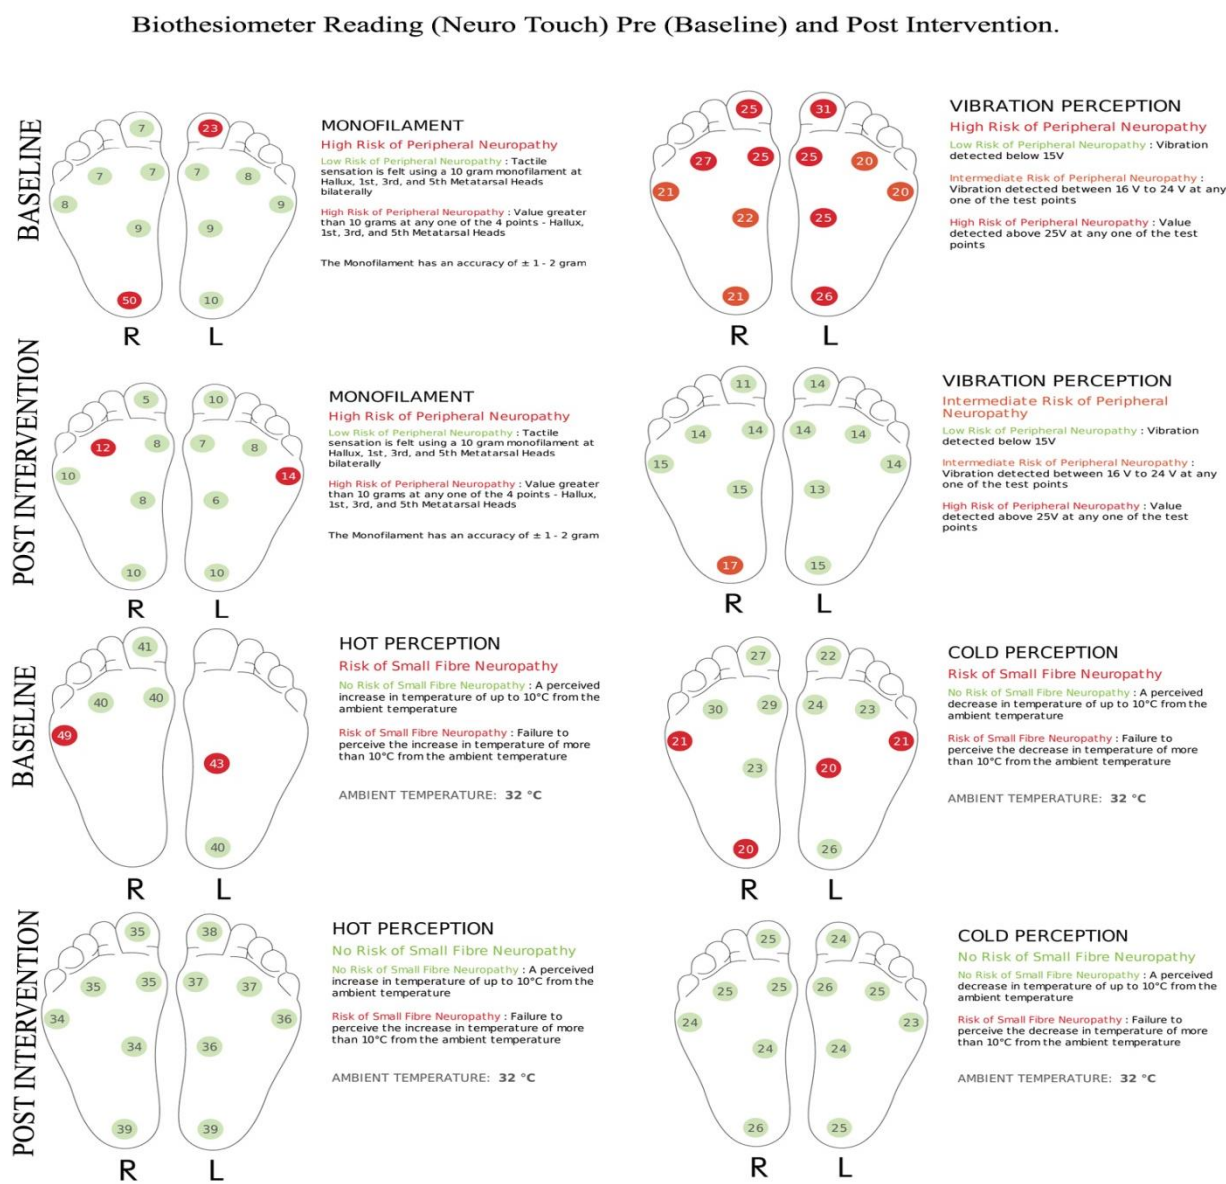 Biothesiometer Reading (Neuro Touch) Pre (Baseline) and Post Intervention.
BASELINE
7
23
7
7
7
8
8
9
9
9
50
10
R
L
MONOFILAMENT
High Risk of Peripheral Neuropathy
Low Risk of Peripheral Neuropathy : Tactile
sensation is felt using a 10 gram monofilament at
Hallux, 1st, 3rd, and 5th Metatarsal Heads
bilaterally
High Risk of Peripheral Neuropathy : Value greater
than 10 grams at any one of the 4 points - Hallux,
1st, 3rd, and 5th Metatarsal Heads
The Monofilament has an accuracy of ± 1 - 2 gram
25
31
27
25
25
20
21
20
22
25
21
26
R
L
VIBRATION PERCEPTION
High Risk of Peripheral Neuropathy
Low Risk of Peripheral Neuropathy : Vibration
detected below 15V
Intermediate Risk of Peripheral Neuropathy :
Vibration detected between 16 V to 24 V at any
one of the test points
High Risk of Peripheral Neuropathy : Value
detected above 25V at any one of the test
points
POST INTERVENTION
5
10
12
8
7
8
10
14
8
6
10
10
R
L
MONOFILAMENT
High Risk of Peripheral Neuropathy
Low Risk of Peripheral Neuropathy : Tactile
sensation is felt using a 10 gram monofilament at
Hallux, 1st, 3rd, and 5th Metatarsal Heads
bilaterally
High Risk of Peripheral Neuropathy : Value greater
than 10 grams at any one of the 4 points - Hallux,
1st, 3rd, and 5th Metatarsal Heads
The Monofilament has an accuracy of ± 1 - 2 gram
11
14
14
14
14
14
15
14
15
13
17
15
R
L
VIBRATION PERCEPTION
Intermediate Risk of Peripheral
Neuropathy
Low Risk of Peripheral Neuropathy : Vibration
detected below 15V
Intermediate Risk of Peripheral Neuropathy :
Vibration detected between 16 V to 24 V at any
one of the test points
High Risk of Peripheral Neuropathy : Value
detected above 25V at any one of the test
points
BASELINE
41
40
40
49
43
40
R
L
HOT PERCEPTION
Risk of Small Fibre Neuropathy
No Risk of Small Fibre Neuropathy : A perceived
increase in temperature of up to 10°C from the
ambient temperature
Risk of Small Fibre Neuropathy : Failure to
perceive the increase in temperature of more
than 10°C from the ambient temperature
AMBIENT TEMPERATURE: 32 °C
27
22
30
29
24
23
21
21
23
20
20
26
R
L
COLD PERCEPTION
Risk of Small Fibre Neuropathy
No Risk of Small Fibre Neuropathy : A perceived
decrease in temperature of up to 10°C from the
ambient temperature
Risk of Small Fibre Neuropathy : Failure to
perceive the decrease in temperature of more
than 10°C from the ambient temperature
AMBIENT TEMPERATURE: 32 °C
POST INTERVENTION
35
38
35
35
37
37
34
36
34
36
39
39
R
L
HOT PERCEPTION
No Risk of Small Fibre Neuropathy
No Risk of Small Fibre Neuropathy : A perceived
increase in temperature of up to 10°C from the
ambient temperature
Risk of Small Fibre Neuropathy : Failure to
perceive the increase in temperature of more
than 10°C from the ambient temperature
AMBIENT TEMPERATURE: 32 °C
25
24
25
25
26
25
24
23
24
24
26
25
R
L
COLD PERCEPTION
No Risk of Small Fibre Neuropathy
No Risk of Small Fibre Neuropathy : A perceived
decrease in temperature of up to 10°C from the
ambient temperature
Risk of Small Fibre Neuropathy : Failure to
perceive the decrease in temperature of more
than 10°C from the ambient temperature
AMBIENT TEMPERATURE: 32 °C